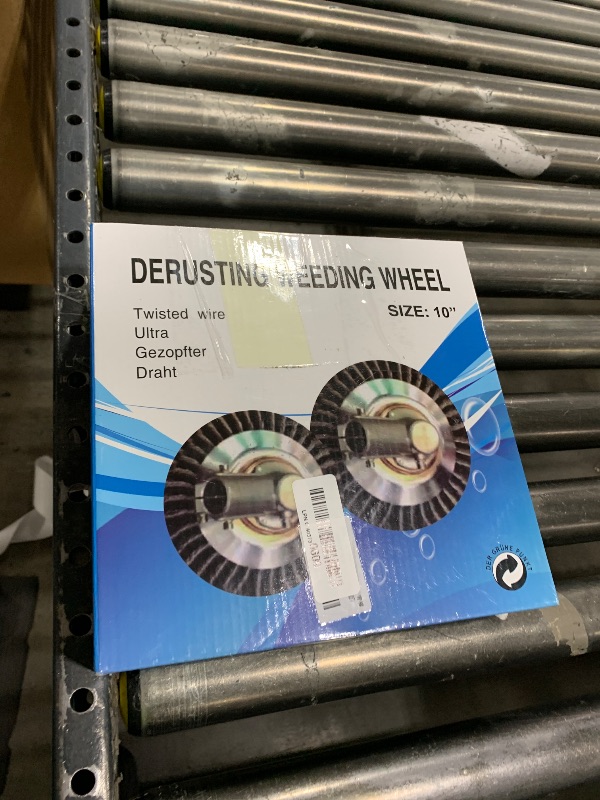 DERUSTING WEEDING WHEEL
SIZE: 10”
Twisted wire
Ultra
Gezopfter
Draht
DER GRÜNE PUNKT